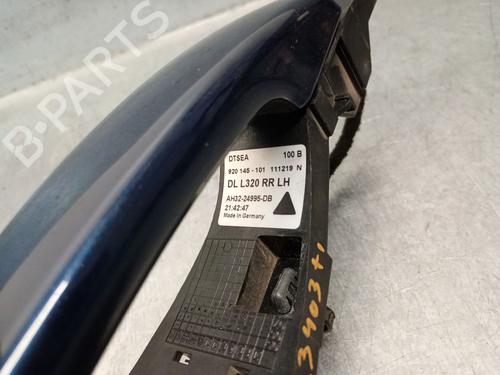 B-PARTS
DTSEA 100 B
920 145 - 101 111219 N
DL L320 RR LH
AH32-24995-DB
21:42:47
Made in Germany